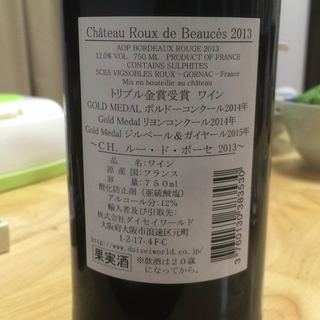 Château Roux de Beaucés 2013
AOP BORDEAUX ROUGE 2013
12.0% VOL. 750 ML PRODUCT OF FRANCE
CONTAINS SULPHITES
SCEA VIGNOBLES ROUX - GORNAC - France
Mis en bouteille au château
トリプル金賞受賞 ワイン
GOLD MEDAL ボルドーコンクール2014年
Gold Medal リヨンコンクール2014年
Gold Medal ジルベール&ガイヤール2015年
~CH. ルー・ド・ボーセ 2013~
品名:ワイン
原産国:フランス
容量:750ml
酸化防止剤(亜硫酸塩)
アルコール分:12%
輸入者及び引取先:
株式会社ダイセイワールド
大阪府大阪市浪速区元町
1-2-17-4F-C
http://www.daiseiworld.co.jp/
果実酒
※飲酒は20歳
になってから。
3760130383530